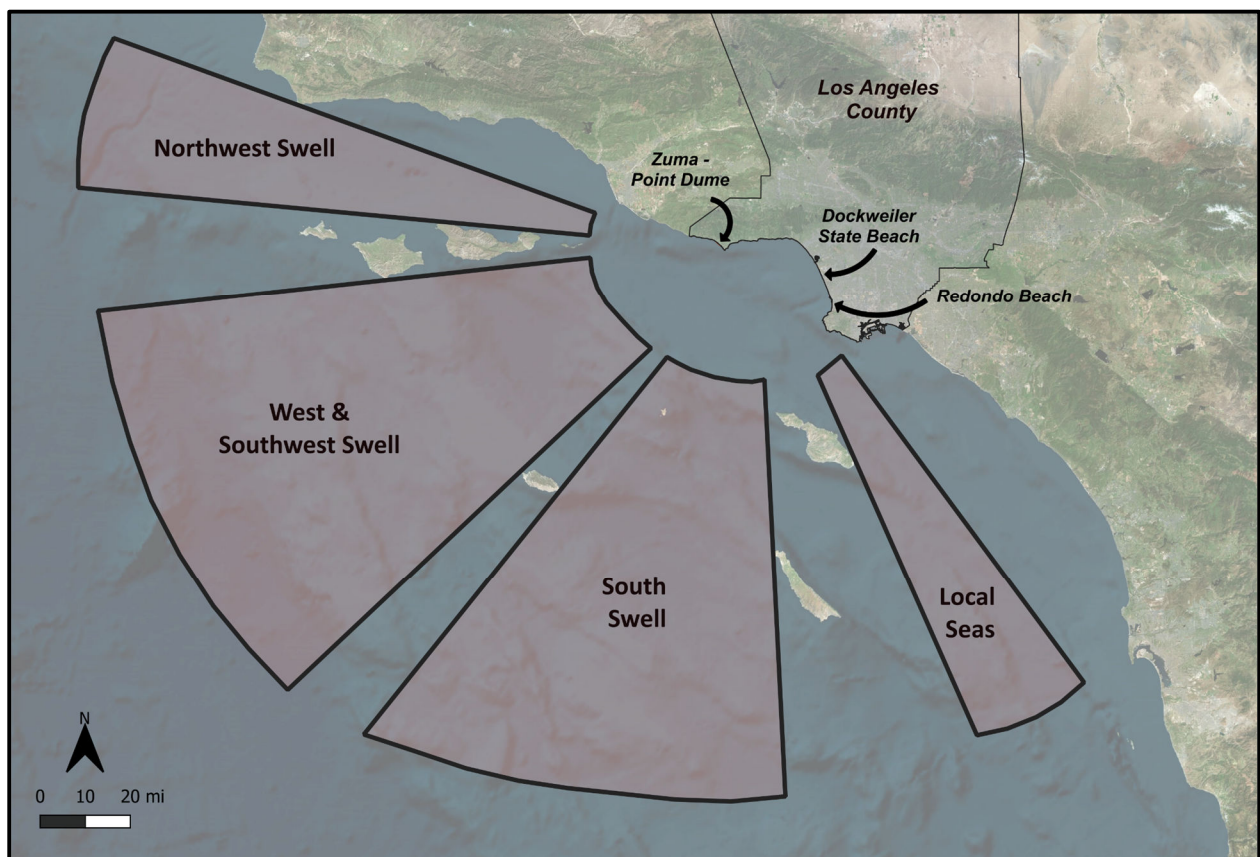 Los Angeles
County
Northwest Swell
Zuma -
Point Dume
Dockweiler
State Beach
Redondo Beach
West &
Southwest Swell
South
Swell
Local
Seas
N
0 10 20 mi